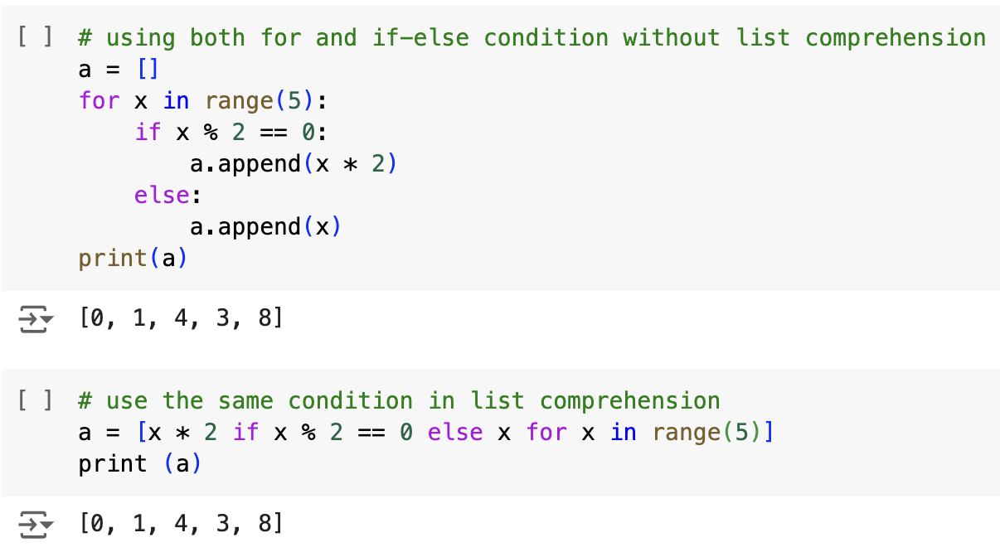 [ ] # using both for and if-else condition without list comprehension
a = []
for x in range(5):
    if x % 2 == 0:
        a.append(x * 2)
    else:
        a.append(x)
print(a)
[0, 1, 4, 3, 8]
[ ] # use the same condition in list comprehension
a = [x * 2 if x % 2 == 0 else x for x in range(5)]
print (a)
[0, 1, 4, 3, 8]